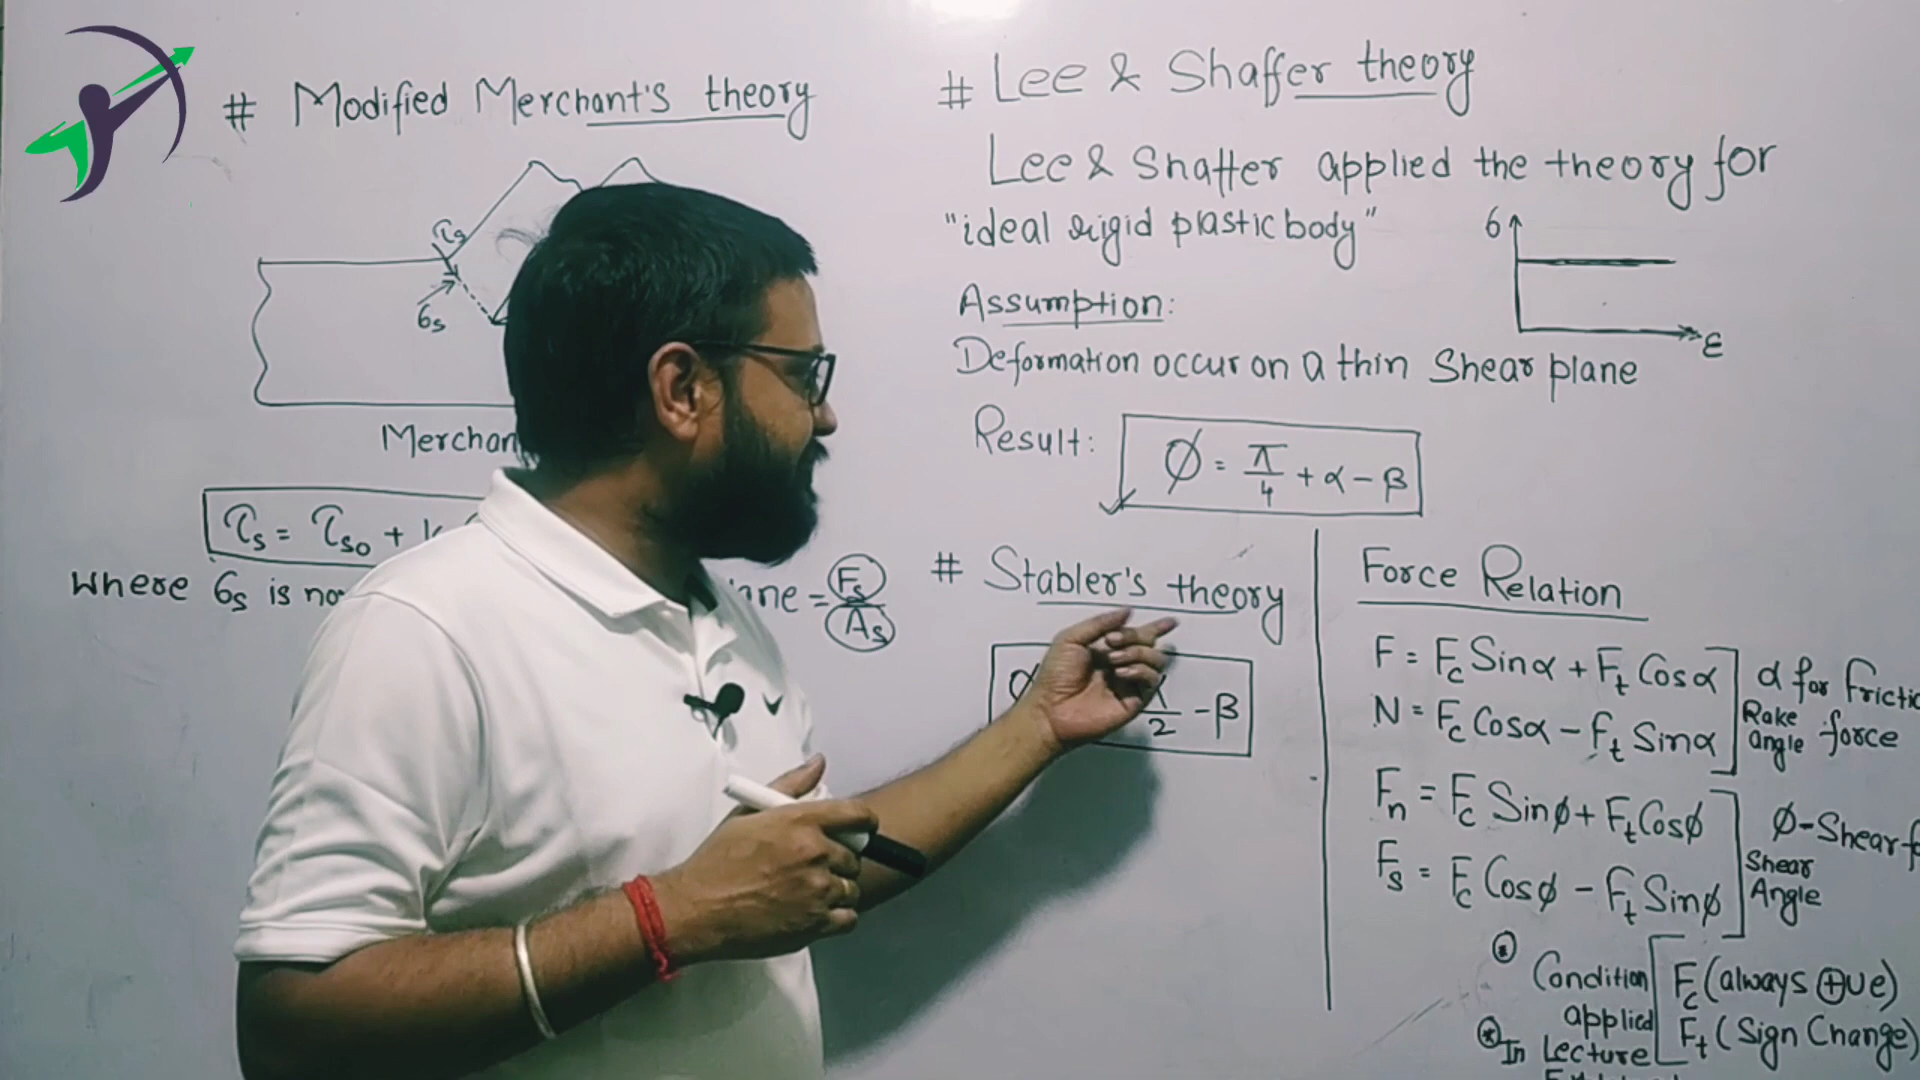 # Modified Merchant's theory
τs
σs
Merchan
τs = τso + k
Where σs is no ane = Fs / As
# Lee & Shaffer theory
Lee & Shaffer applied the theory for
"ideal rigid plastic body"
σ
ε
Assumption:
Deformation occur on a thin Shear plane
Result: ∅ = π/4 + α - β
# Stabler's theory
/2 - β
Force Relation
F = Fc Sinα + Ft Cosα
N = Fc Cosα - Ft Sinα
α for Frictio
Rake angle force
Fn = Fc Sinφ + Ft Cosφ
Fs = Fc Cosφ - Ft Sinφ
φ - Shear f
Shear Angle
Condition applied
In Lecture
Fc (always ⊕ve)
Ft (Sign Change)